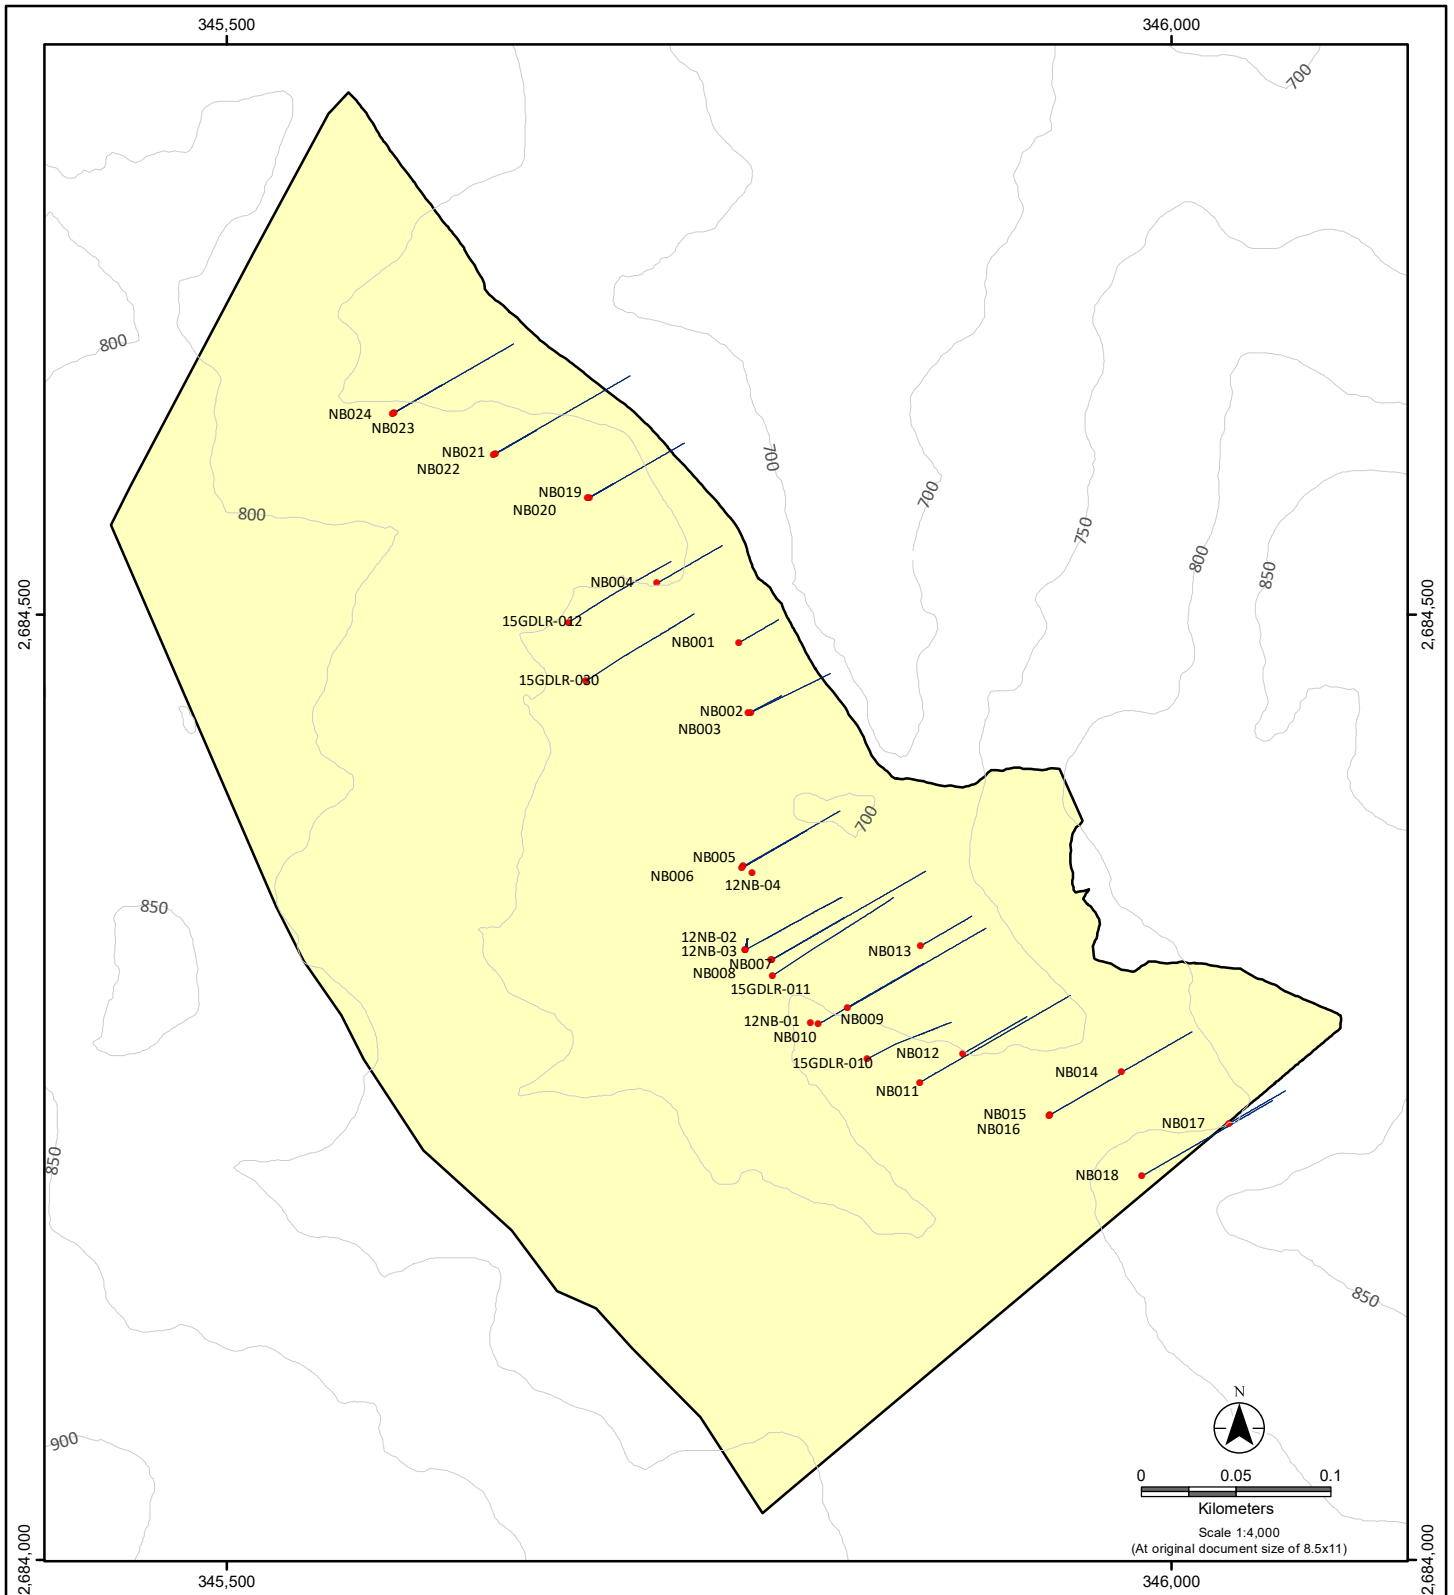 345,500
346,000
700
800
NB024
NB023
NB021
NB022
700
700
NB019
NB020
800
750
800
850
NB004
2,684,500
2,684,500
15GDLR-012
NB001
15GDLR-030
NB002
NB003
700
NB005
NB006
12NB-04
850
12NB-02
12NB-03
NB007
NB008
NB013
15GDLR-011
12NB-01
NB009
NB010
15GDLR-010
NB012
NB011
NB014
NB015
NB016
NB017
850
NB018
850
N
900
0 0.05 0.1
Kilometers
Scale 1:4,000
(At original document size of 8.5x11)
2,684,000
2,684,000
345,500
346,000